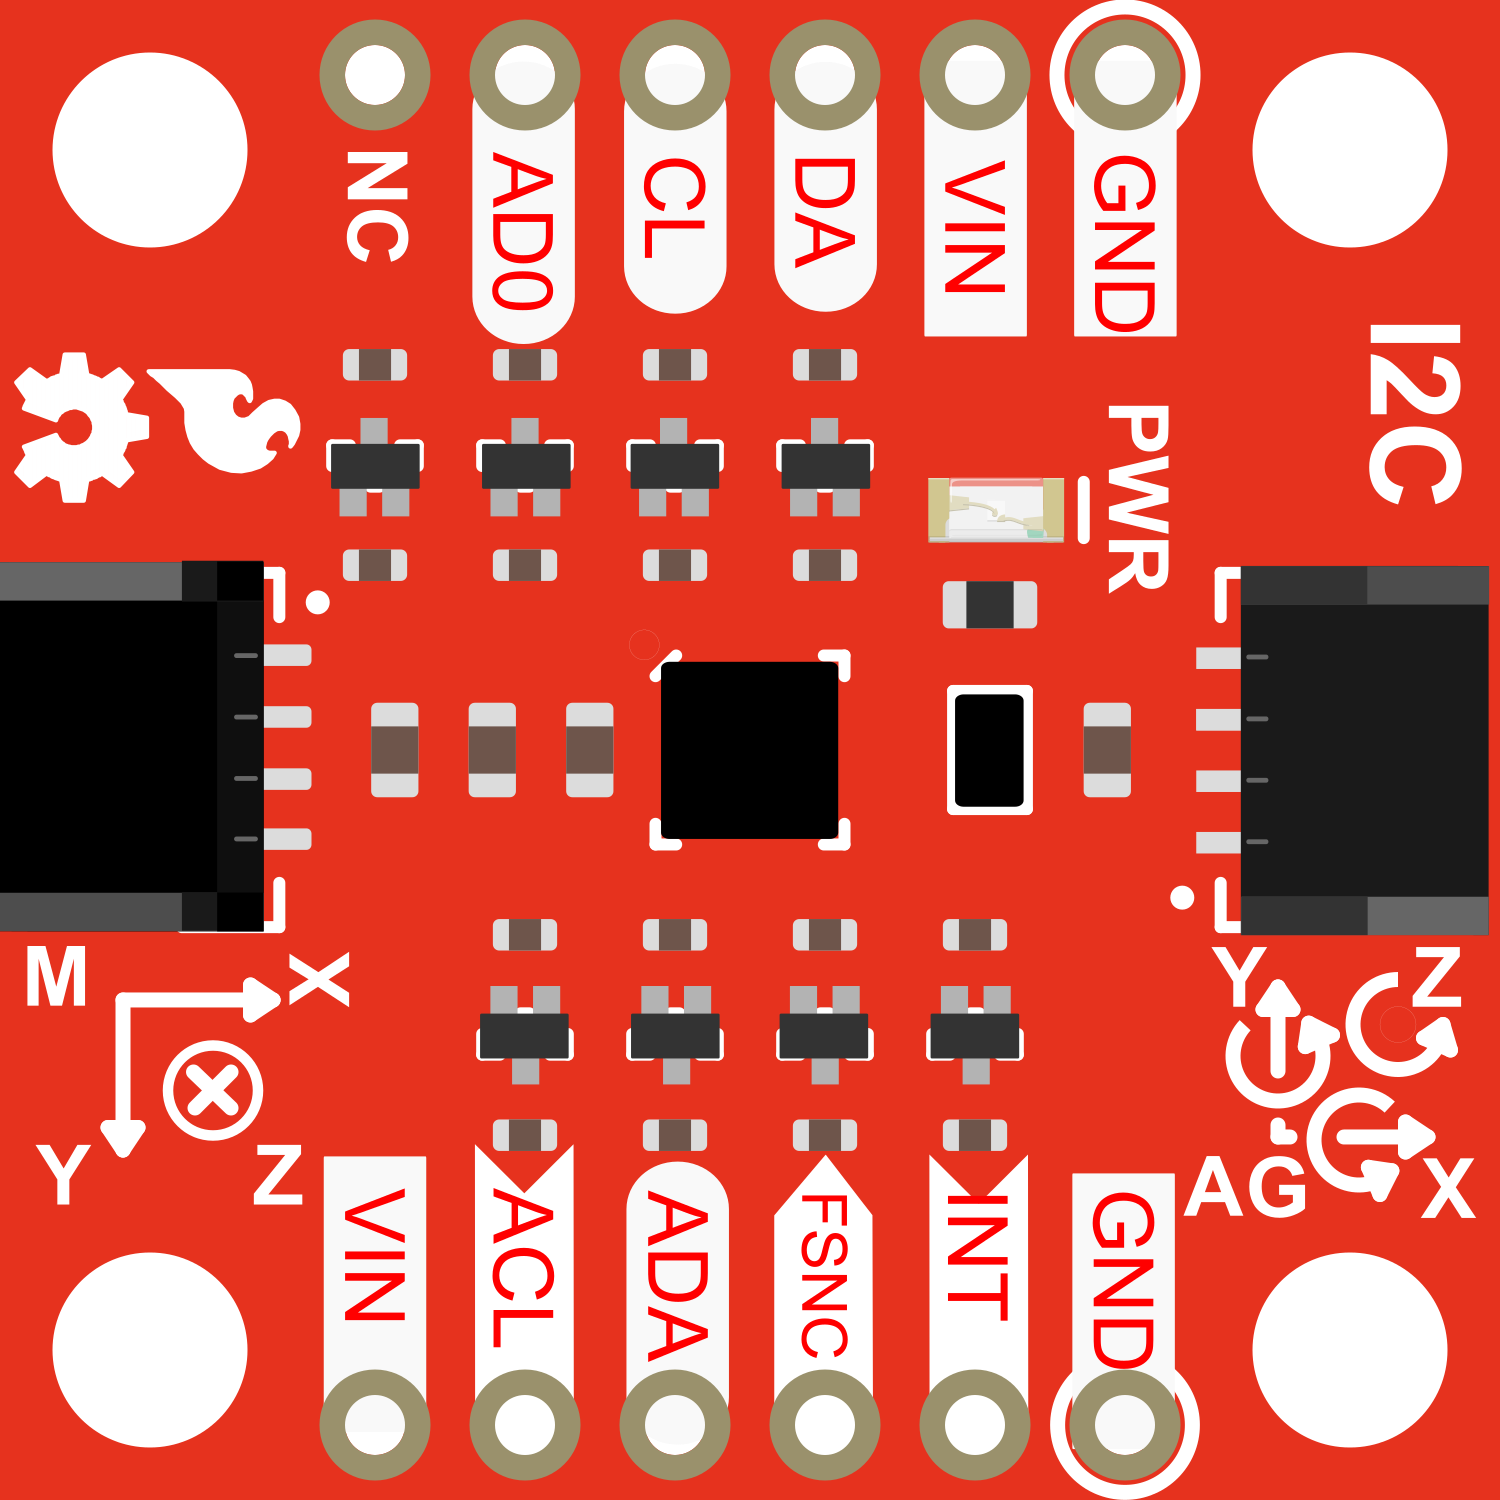 NC
AD0
CL
DA
VIN
GND
I2C
PWR
M
X
Y
Z
Y
Z
AG
X
VIN
ACL
ADA
FSNC
INT
GND